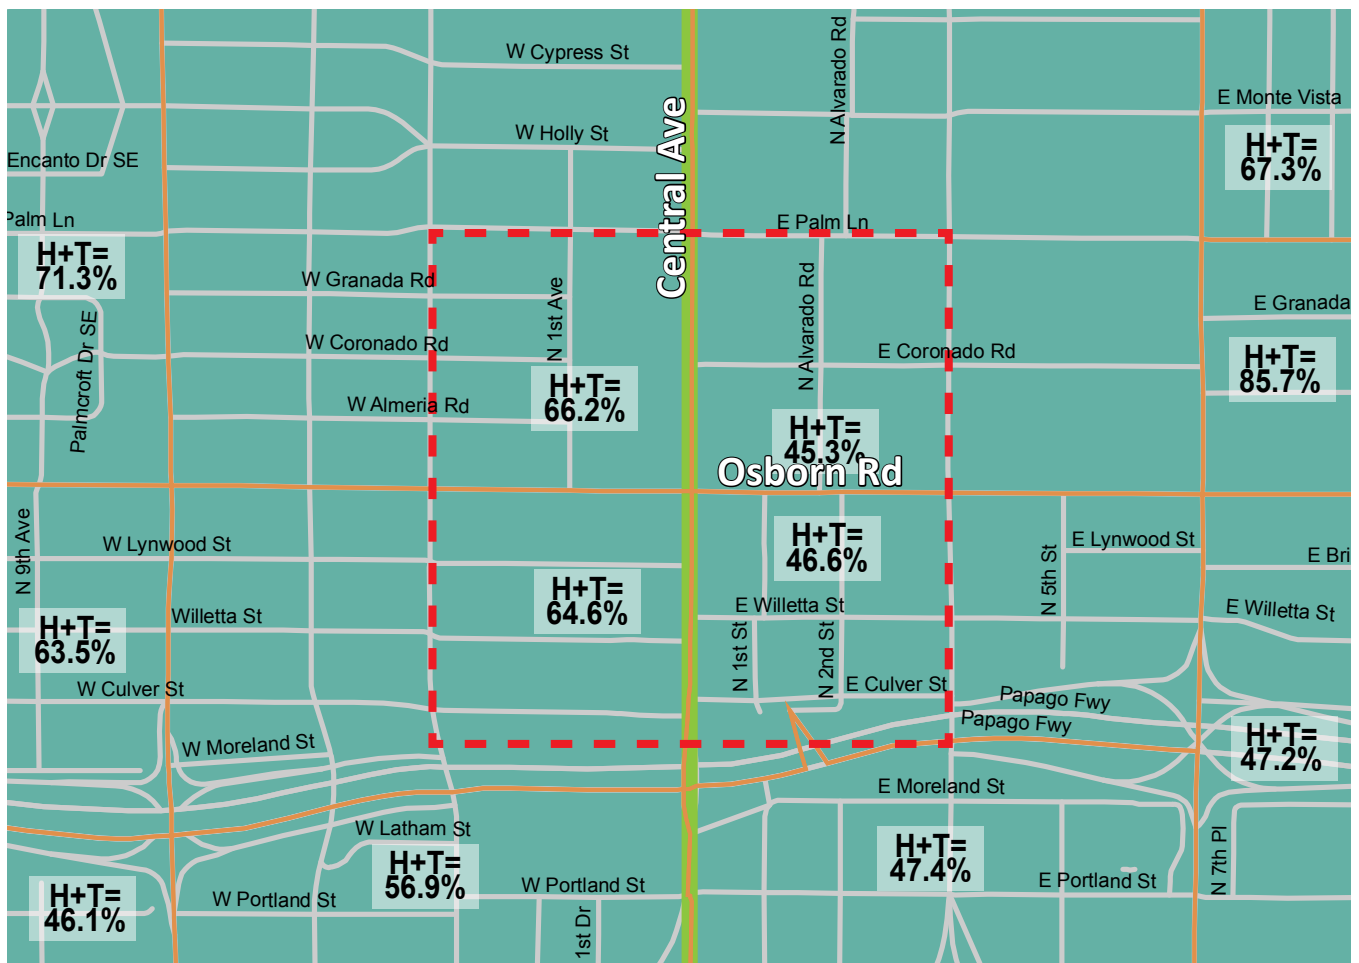 W Cypress St
N Alvarado Rd
E Monte Vista
Central Ave
W Holly St
H+T=
67.3%
Encanto Dr SE
Palm Ln
E Palm Ln
H+T=
71.3%
W Granada Rd
N 1st Ave
N Alvarado Rd
E Granada
Palmcroft Dr SE
W Coronado Rd
E Coronado Rd
H+T=
85.7%
H+T=
66.2%
W Almeria Rd
H+T=
45.3%
Osborn Rd
N 9th Ave
W Lynwood St
H+T=
46.6%
N 5th St
E Lynwood St
E Bri
H+T=
64.6%
Willetta St
E Willetta St
E Willetta St
H+T=
63.5%
N 1st St
N 2nd St
W Culver St
E Culver St
Papago Fwy
Papago Fwy
W Moreland St
H+T=
47.2%
E Moreland St
W Latham St
H+T=
56.9%
H+T=
47.4%
N 7th Pl
H+T=
46.1%
W Portland St
W Portland St
E Portland St
1st Dr